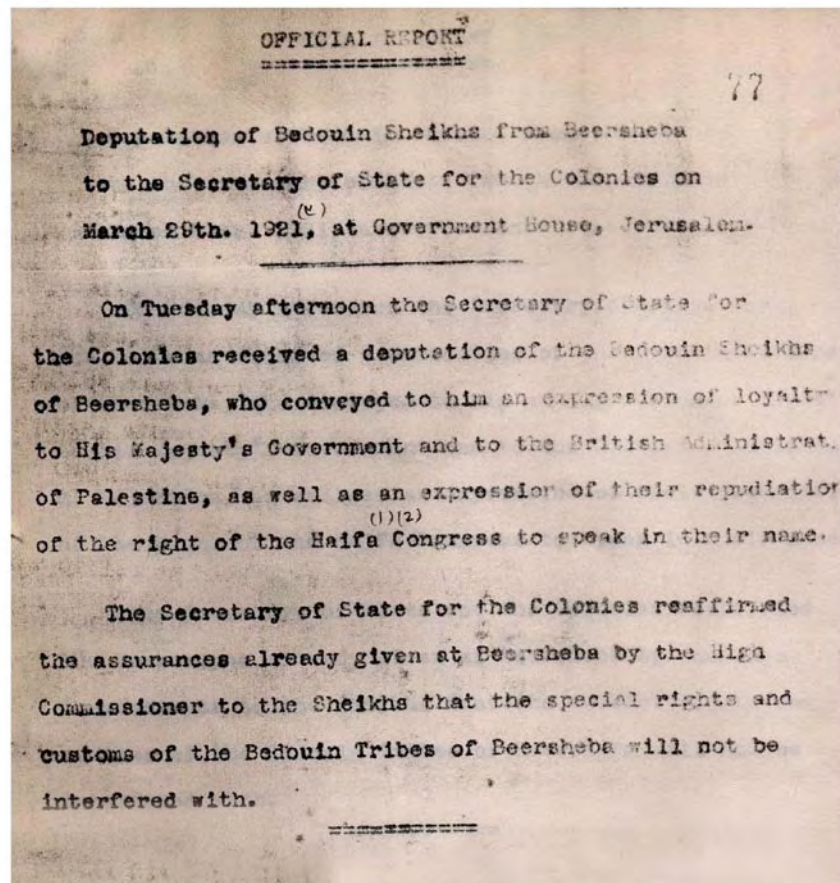 OFFICIAL REPORT
77
Deputation of Bedouin Sheikhs from Beersheba
to the Secretary of State for the Colonies on
(4)
March 29th. 1921, at Government House, Jerusalem.
On Tuesday afternoon the Secretary of State for
the Colonies received a deputation of the Bedouin Sheikhs
of Beersheba, who conveyed to him an expression of loyalt
to His Majesty's Government and to the British Administrat
of Palestine, as well as an expression of their repudiation
(1)(2)
of the right of the Haifa Congress to speak in their name.
The Secretary of State for the Colonies reaffirmed
the assurances already given at Beersheba by the High
Commissioner to the Sheikhs that the special rights and
customs of the Bedouin Tribes of Beersheba will not be
interfered with.